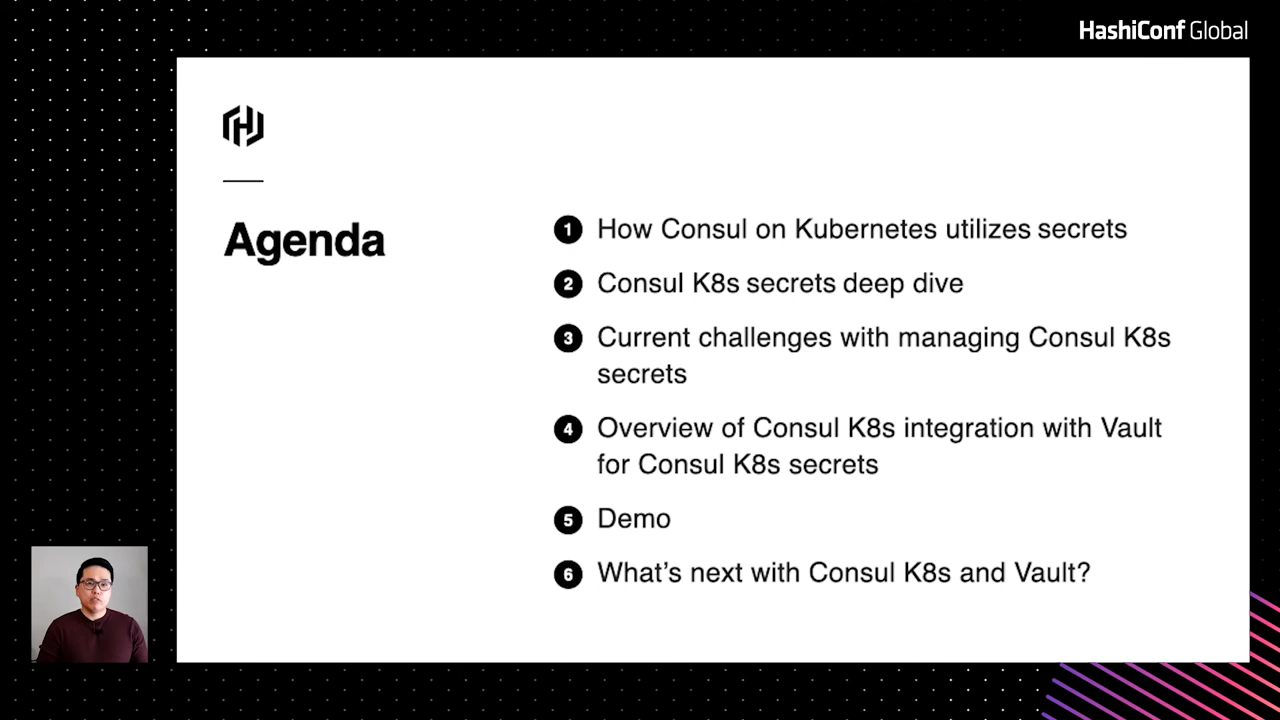 HashiConf Global
Agenda
1 How Consul on Kubernetes utilizes secrets
2 Consul K8s secrets deep dive
3 Current challenges with managing Consul K8s
secrets
4 Overview of Consul K8s integration with Vault
for Consul K8s secrets
5 Demo
6 What’s next with Consul K8s and Vault?